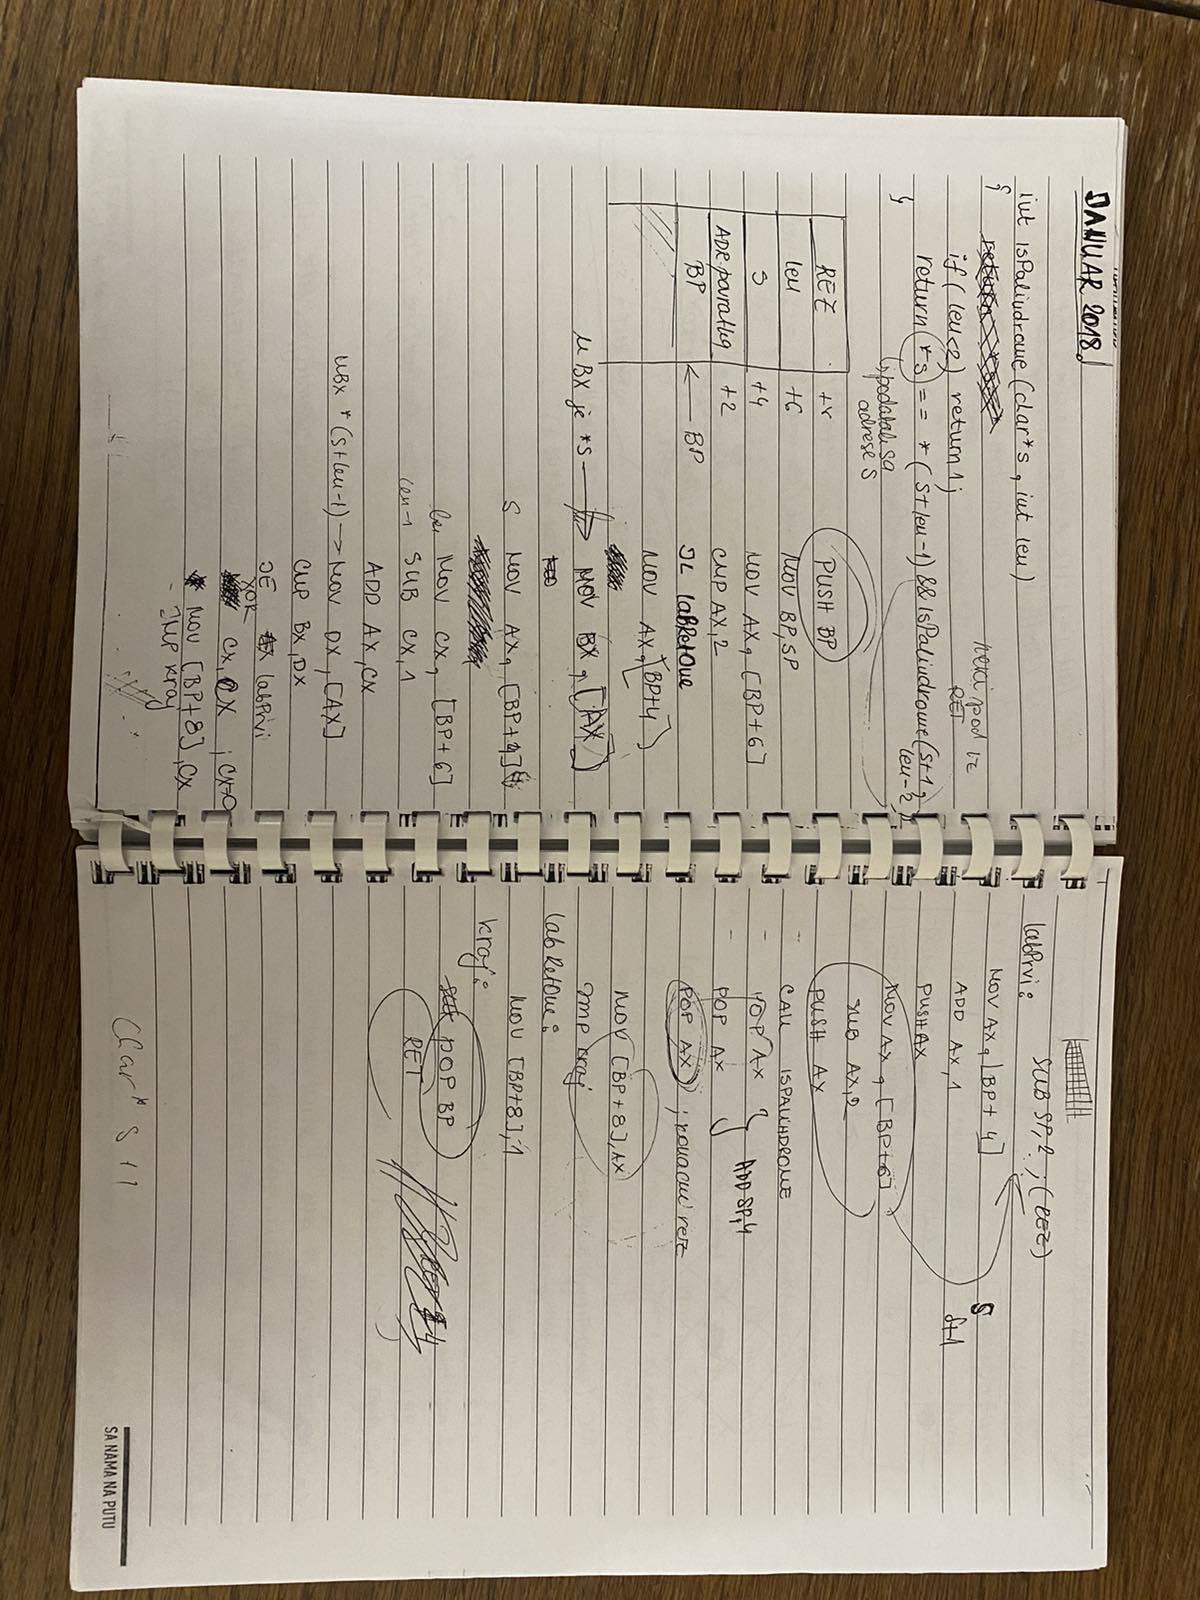 JANUAR 2018
int isPalindrome (char*s, int len)
{
if (len<2) return 1;
return *s == *(s+len-1) && isPalindrome(s+1, len-2)
}
neki pod iz
RET
podatak sa
adrese s
REZ +8
len +6
s +4
ADR. povratka +2
BP ← BP
PUSH BP
MOV BP, SP
MOV AX, [BP+6]
CMP AX, 2
JL labRetOne
MOV AX, [BP+4]
u BX je *s → MOV BX, [AX]
s MOV AX, [BP+4]
len MOV CX, [BP+6]
len-1 SUB CX, 1
ADD AX, CX
u BX *(s+len-1) -> MOV DX, [AX]
CMP BX, DX
JE labPrvi
XOR CX, CX ; CX=0
MOV [BP+8], CX
- JMP kraj
SUB SP, 2 ; (REZ)
labPrvi:
MOV AX, [BP+4]
ADD AX, 1
PUSH AX
MOV AX, [BP+6]
SUB AX, 2
PUSH AX
S
S+1
- CALL ISPALINDROME
- POP AX
- POP AX } ADD SP, 4
POP AX ; konacni rez
MOV [BP+8], AX
JMP kraj
labRetOne:
MOV [BP+8], 1
kraj:
POP BP
RET
Char* S
SA NAMA NA PUTU